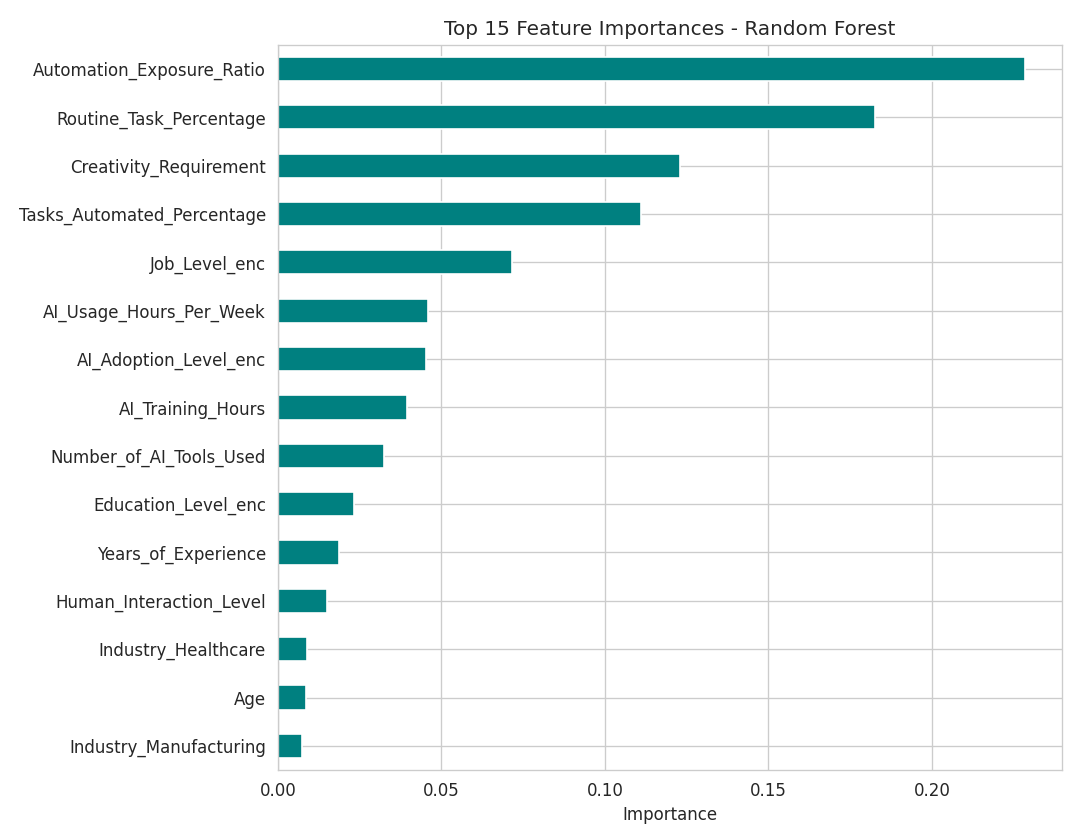 Top 15 Feature Importances - Random Forest
Automation_Exposure_Ratio
Routine_Task_Percentage
Creativity_Requirement
Tasks_Automated_Percentage
Job_Level_enc
AI_Usage_Hours_Per_Week
AI_Adoption_Level_enc
AI_Training_Hours
Number_of_AI_Tools_Used
Education_Level_enc
Years_of_Experience
Human_Interaction_Level
Industry_Healthcare
Age
Industry_Manufacturing
0.00 0.05 0.10 0.15 0.20
Importance